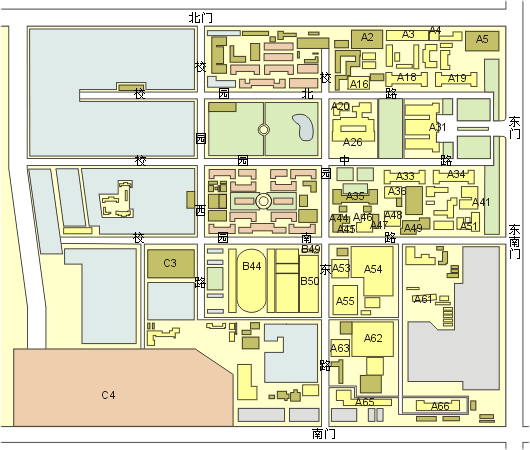 北门
A2
A3
A4
A5
校
校
A16
A18
A19
校
园
北
路
A20
A31
东
门
园
A26
校
园
中
路
园
A33
A34
A35
A36
A41
西
A44
A46
A48
A45
A47
A49
A51
校
园
南
路
东
南
门
B49
C3
路
B44
B50
东
A53
A54
A55
A61
A62
A63
路
A65
A66
C4
南门